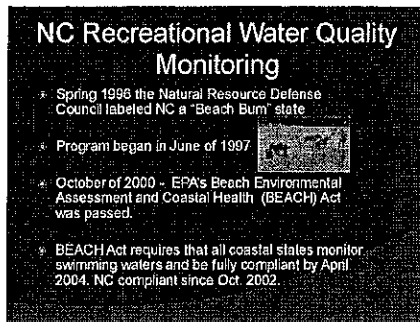 NC Recreational Water Quality
Monitoring
Spring 1996 the Natural Resource Defense
Council labeled NC a "Beach Bum" state
Program began in June of 1997
October of 2000 - EPA's Beach Environmental
Assessment and Coastal Health (BEACH) Act
was passed.
BEACH Act requires that all coastal states monitor
swimming waters and be fully compliant by April
2004. NC compliant since Oct. 2002.